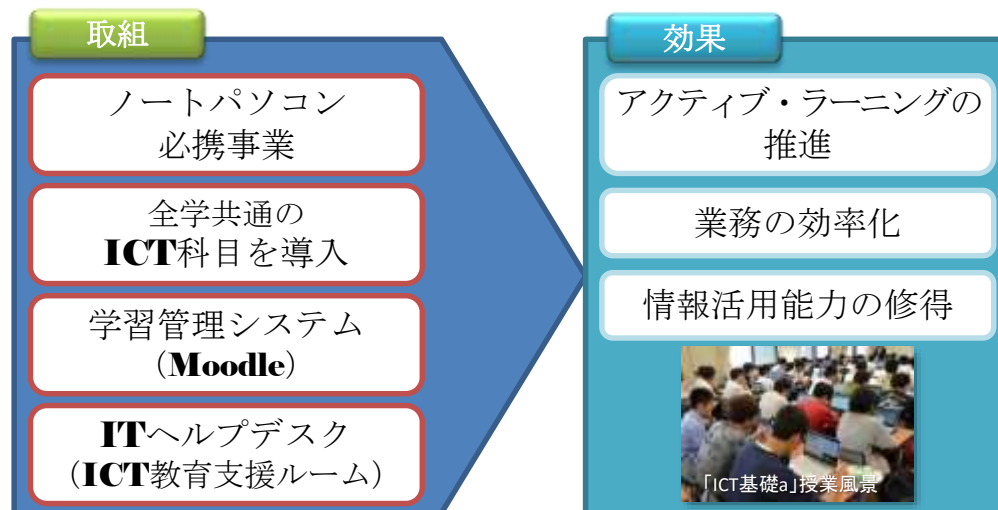 取組
ノートパソコン
必携事業
全学共通の
ICT科目を導入
学習管理システム
（Moodle）
ITヘルプデスク
（ICT教育支援ルーム）
効果
アクティブ・ラーニングの
推進
業務の効率化
情報活用能力の修得
「ICT基礎a」授業風景